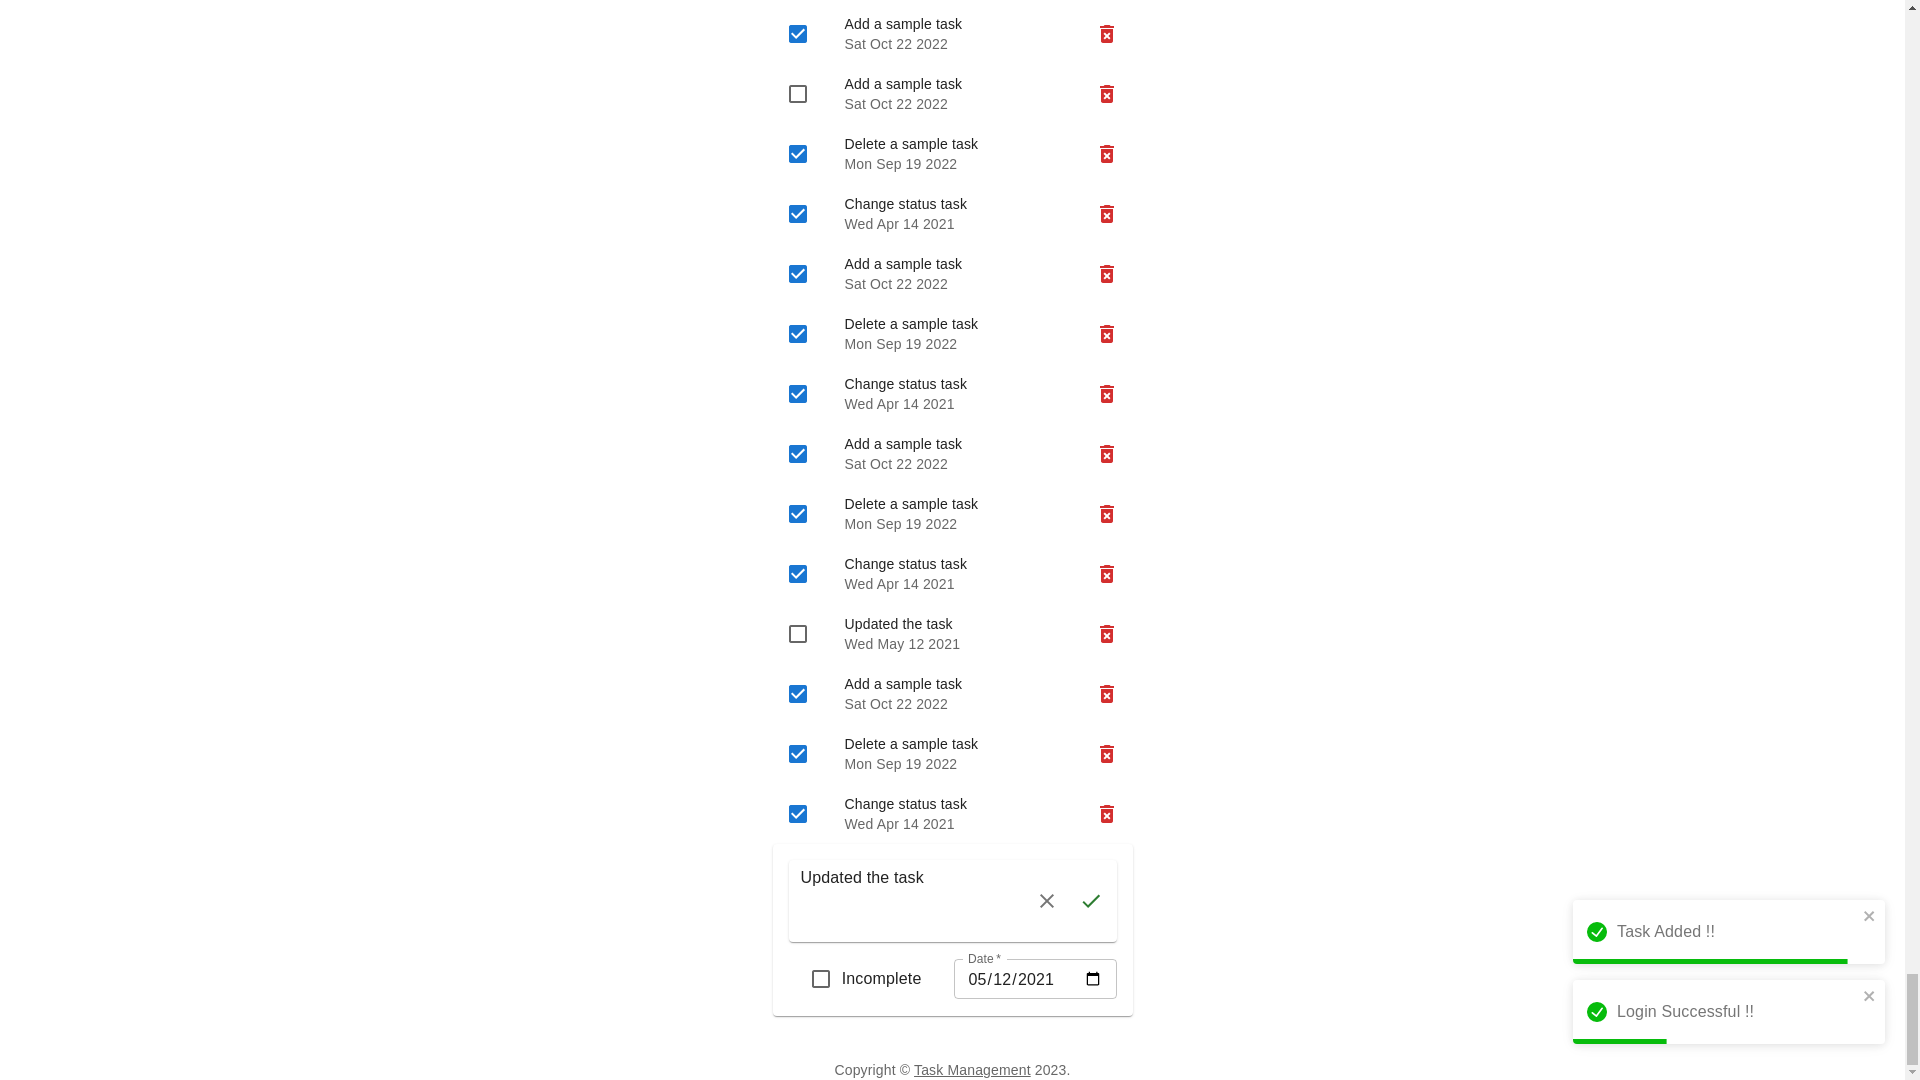 Add a sample task
Sat Oct 22 2022
Add a sample task
Sat Oct 22 2022
Delete a sample task
Mon Sep 19 2022
Change status task
Wed Apr 14 2021
Add a sample task
Sat Oct 22 2022
Delete a sample task
Mon Sep 19 2022
Change status task
Wed Apr 14 2021
Add a sample task
Sat Oct 22 2022
Delete a sample task
Mon Sep 19 2022
Change status task
Wed Apr 14 2021
Updated the task
Wed May 12 2021
Add a sample task
Sat Oct 22 2022
Delete a sample task
Mon Sep 19 2022
Change status task
Wed Apr 14 2021
Updated the task
Incomplete
Date *
05/12/2021
Task Added !!
Login Successful !!
Copyright © Task Management 2023.